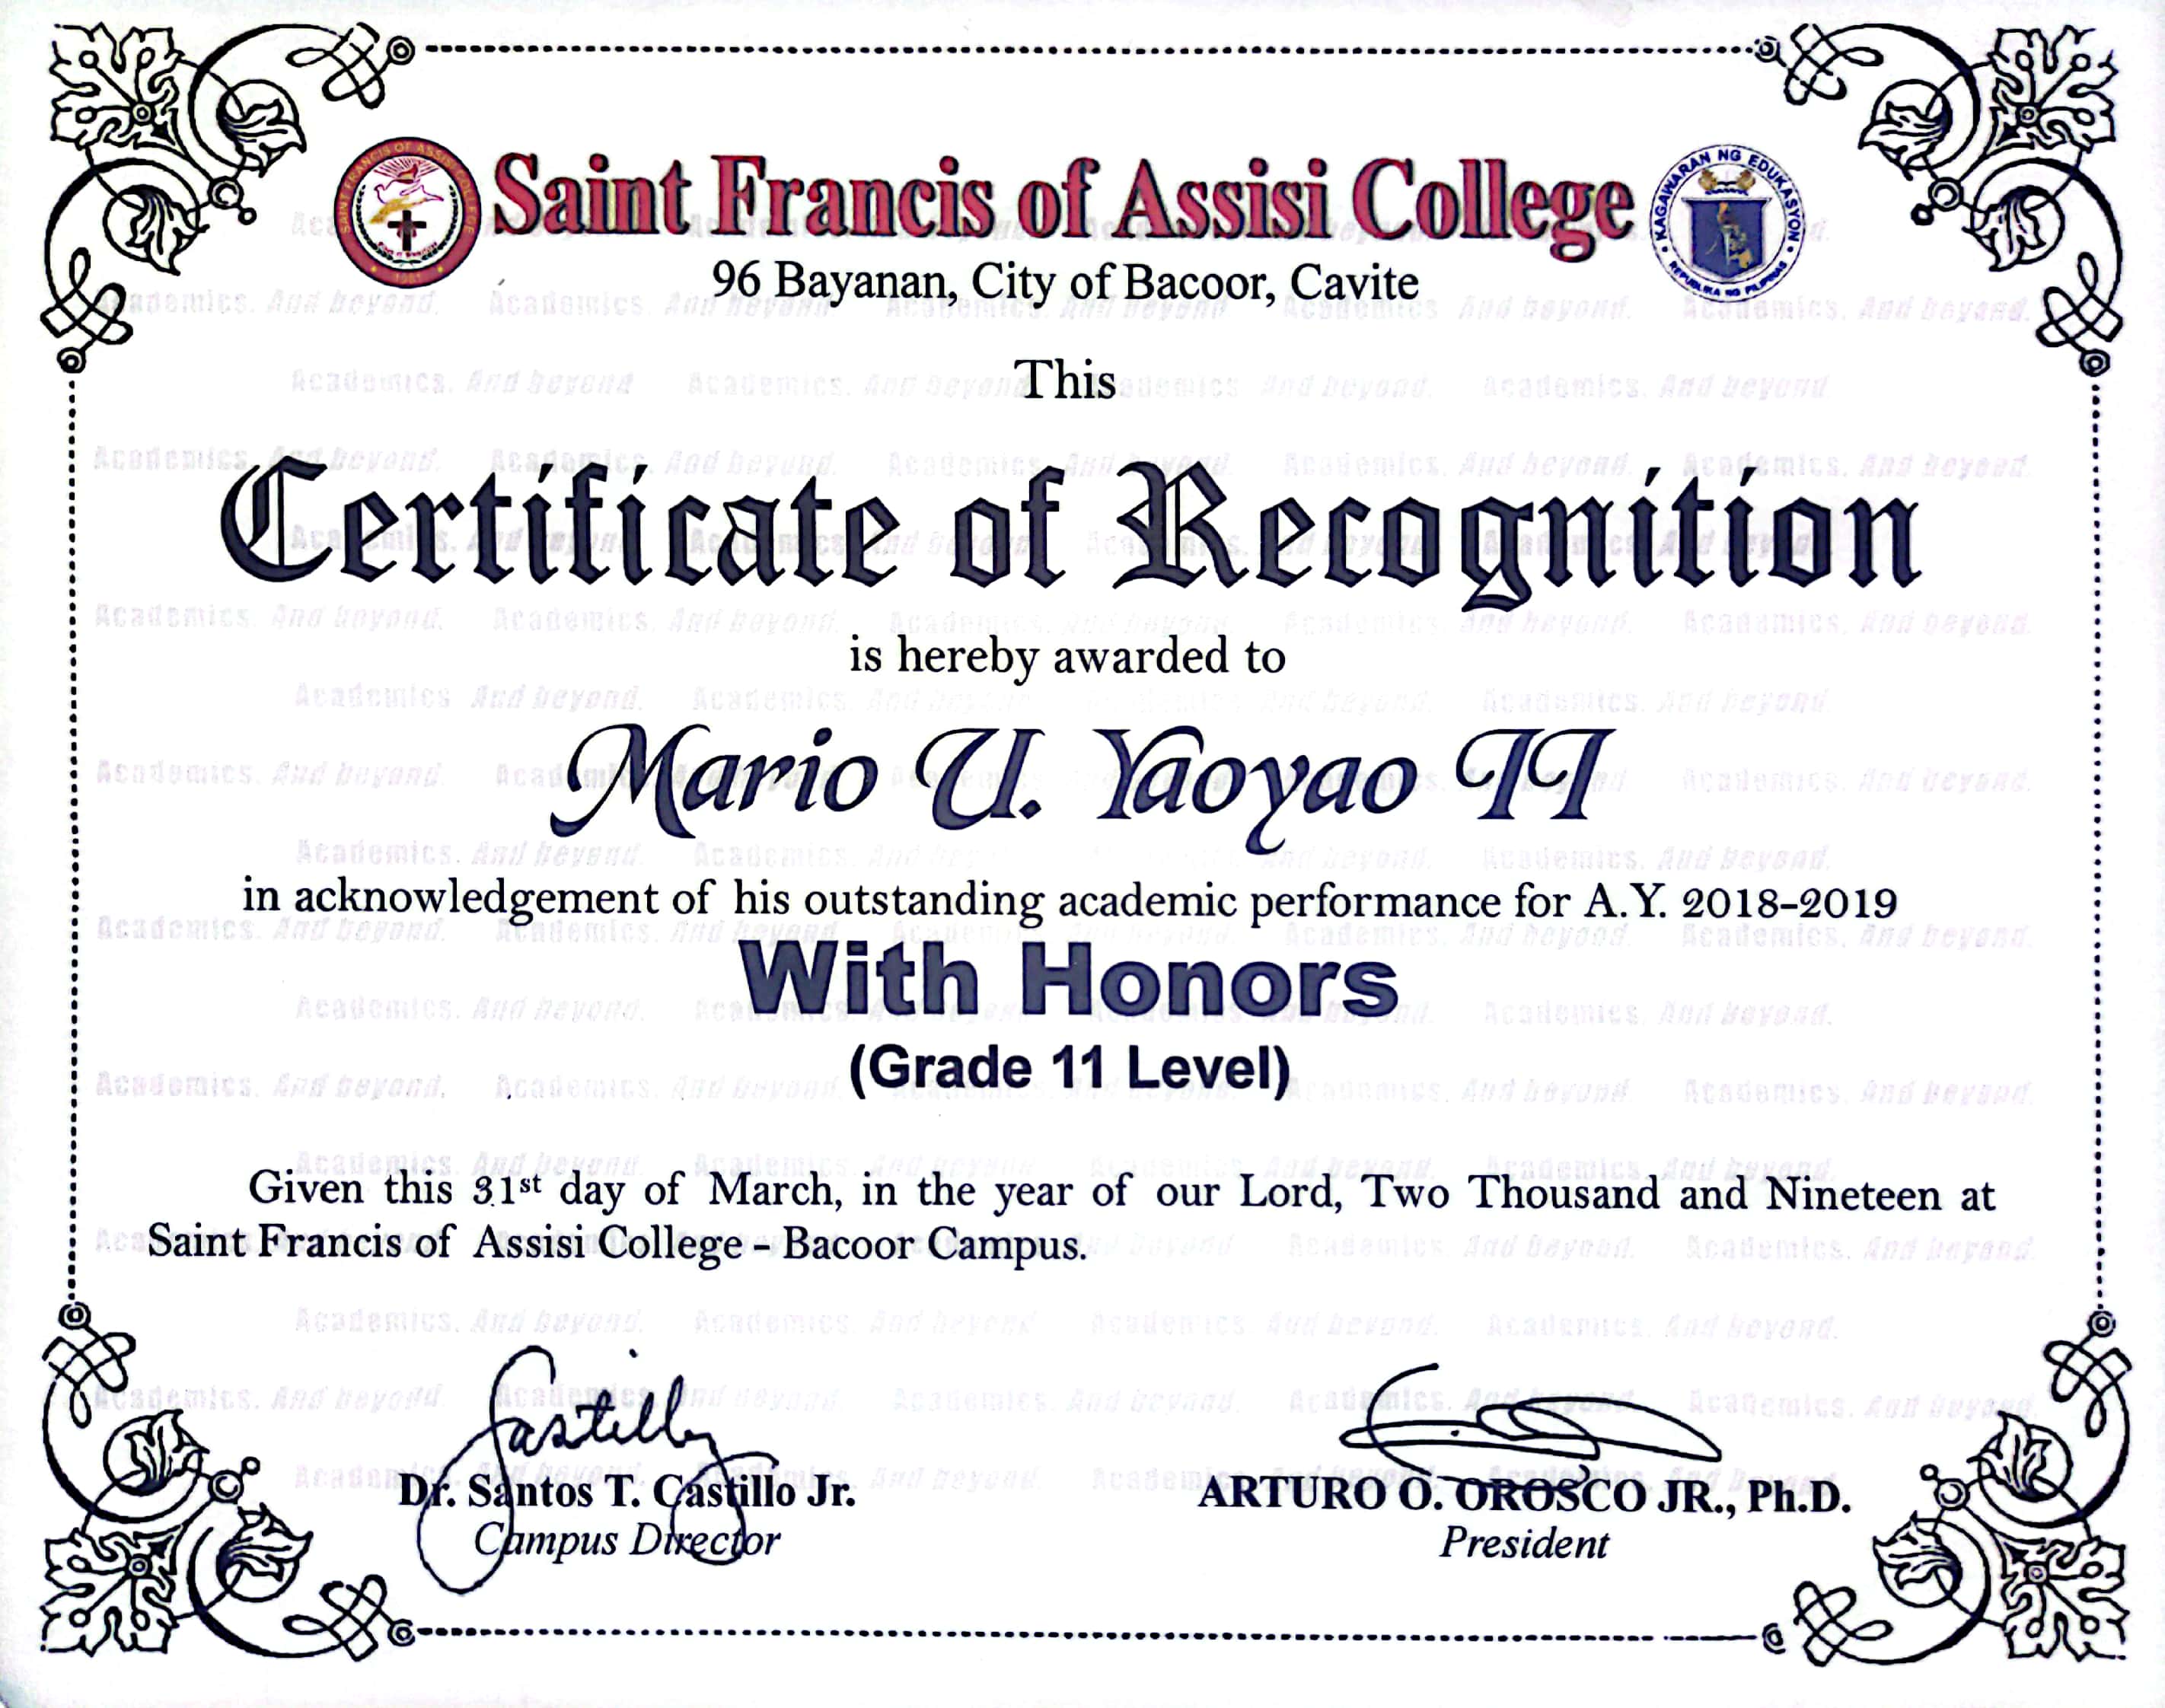 SAINT FRANCIS OF ASSISI COLLEGE
Saint Francis of Assisi College
KAGAWARAN NG EDUKASYON
REPUBLIKA NG PILIPINAS
96 Bayanan, City of Bacoor, Cavite
This
Certificate of Recognition
is hereby awarded to
Mario U. Yaoyao II
in acknowledgement of his outstanding academic performance for A.Y. 2018-2019
With Honors
(Grade 11 Level)
Given this 31st day of March, in the year of our Lord, Two Thousand and Nineteen at
Saint Francis of Assisi College - Bacoor Campus.
Dr. Santos T. Castillo Jr.
Campus Director
ARTURO O. OROSCO JR., Ph.D.
President
Academics. And beyond.